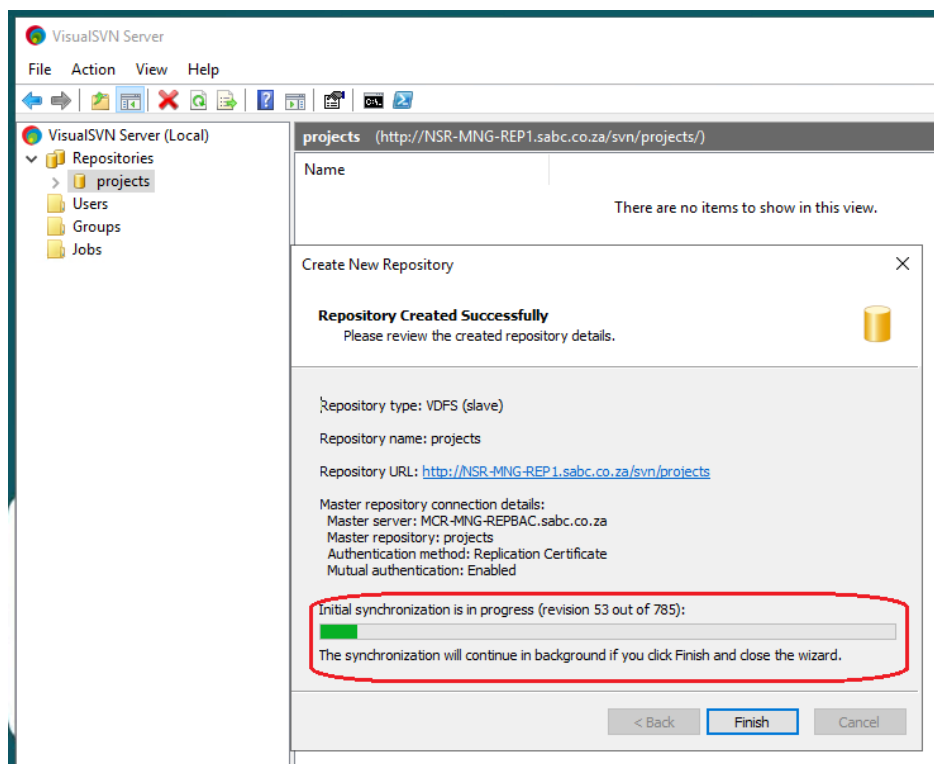 VisualSVN Server
File Action View Help
VisualSVN Server (Local)
Repositories
projects
Users
Groups
Jobs
projects (http://NSR-MNG-REP1.sabc.co.za/svn/projects/)
Name
There are no items to show in this view.
Create New Repository
Repository Created Successfully
Please review the created repository details.
Repository type: VDFS (slave)
Repository name: projects
Repository URL: http://NSR-MNG-REP1.sabc.co.za/svn/projects
Master repository connection details:
Master server: MCR-MNG-REPBAC.sabc.co.za
Master repository: projects
Authentication method: Replication Certificate
Mutual authentication: Enabled
Initial synchronization is in progress (revision 53 out of 785):
The synchronization will continue in background if you click Finish and close the wizard.
< Back Finish Cancel